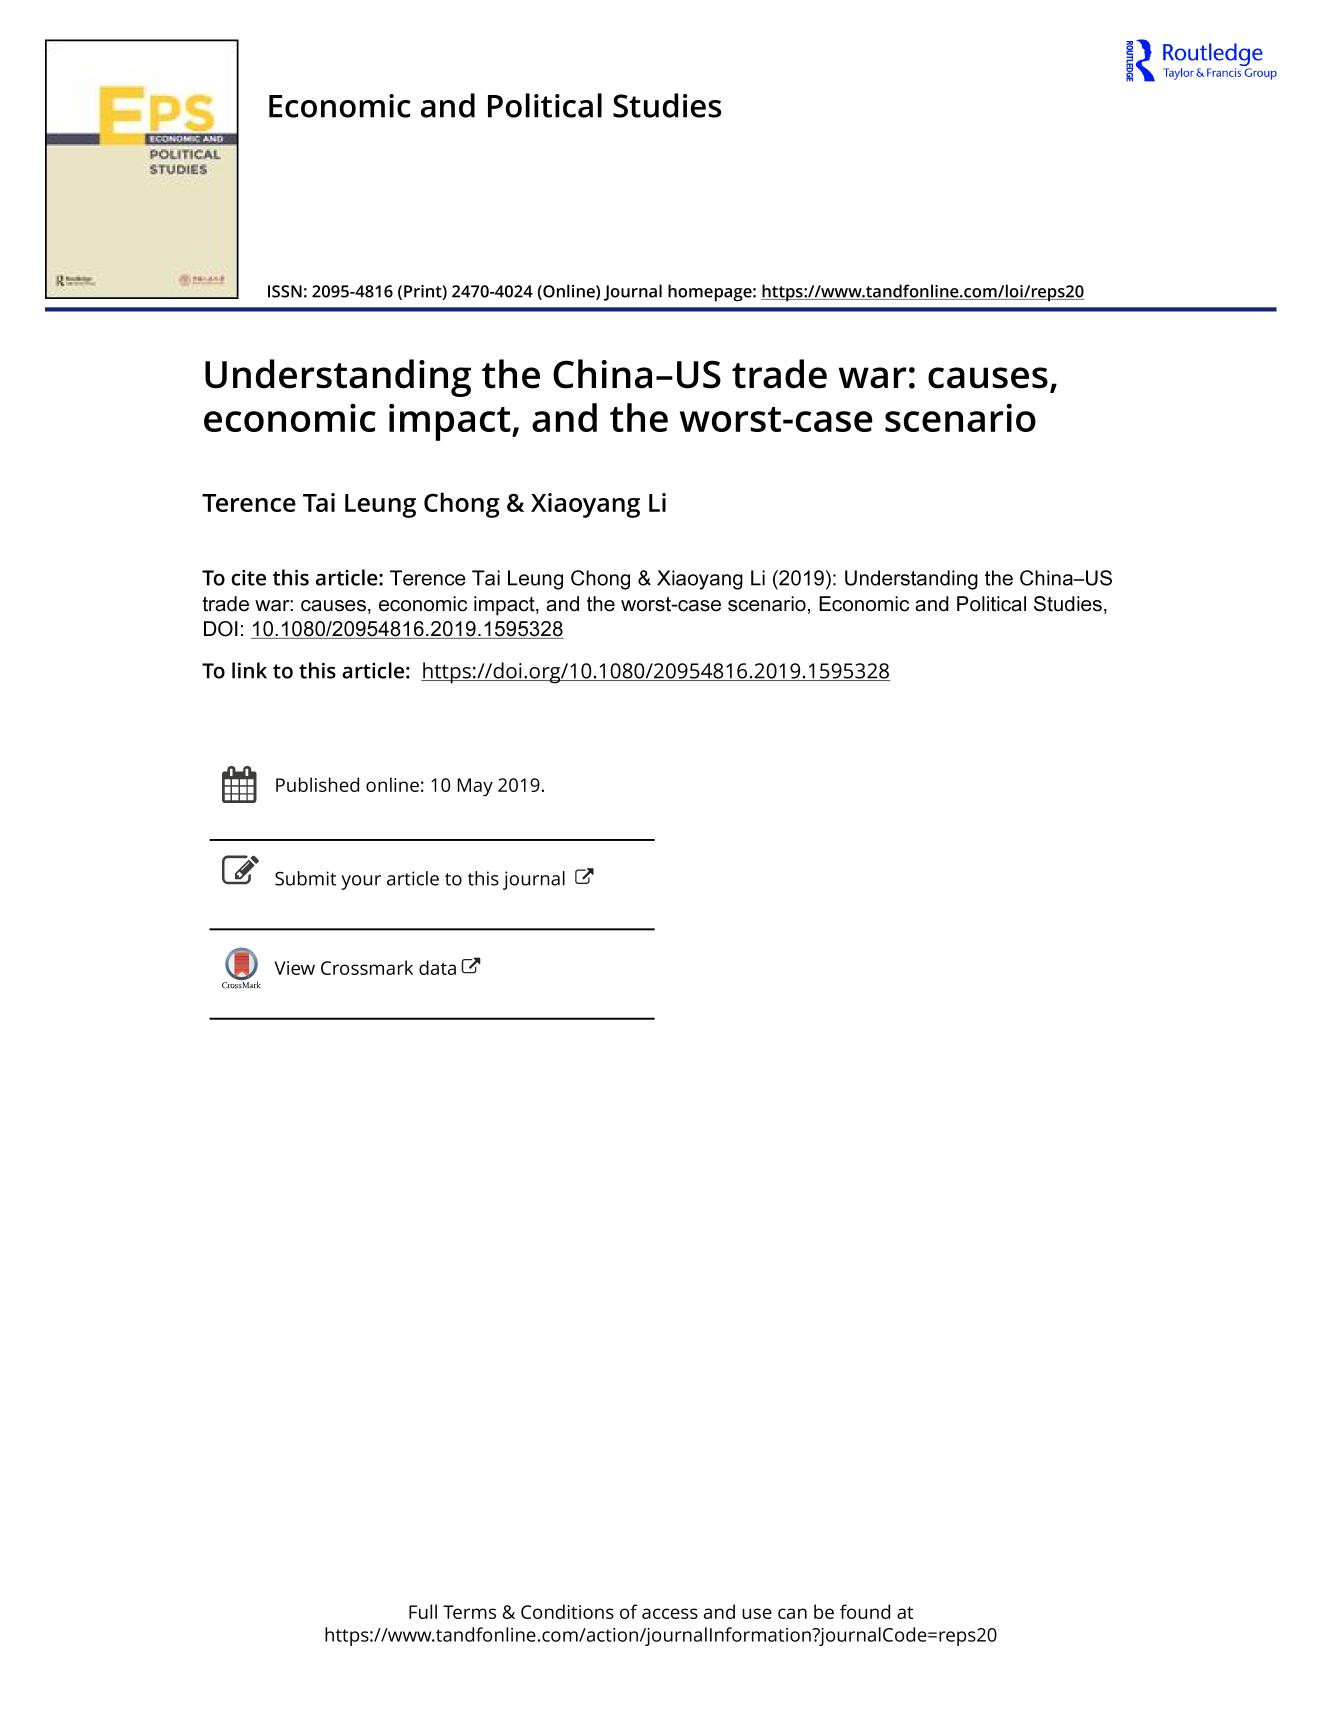 EPS
ECONOMIC AND
POLITICAL
STUDIES
Routledge
ROUTLEDGE
Routledge
Taylor & Francis Group
Economic and Political Studies
ISSN: 2095-4816 (Print) 2470-4024 (Online) Journal homepage: https://www.tandfonline.com/loi/reps20
Understanding the China–US trade war: causes,
economic impact, and the worst-case scenario
Terence Tai Leung Chong & Xiaoyang Li
To cite this article: Terence Tai Leung Chong & Xiaoyang Li (2019): Understanding the China–US
trade war: causes, economic impact, and the worst-case scenario, Economic and Political Studies,
DOI: 10.1080/20954816.2019.1595328
To link to this article: https://doi.org/10.1080/20954816.2019.1595328
Published online: 10 May 2019.
Submit your article to this journal
View Crossmark data
CrossMark
Full Terms & Conditions of access and use can be found at
https://www.tandfonline.com/action/journalInformation?journalCode=reps20